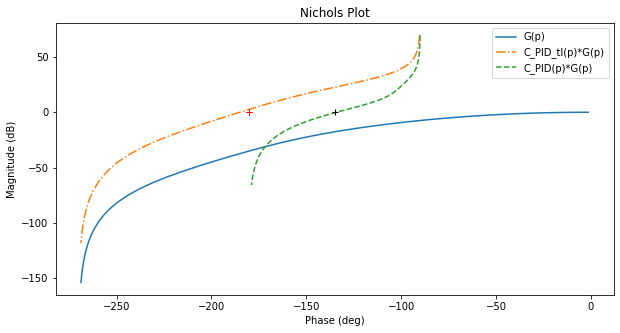 Nichols Plot
G(p)
C_PID_tl(p)*G(p)
C_PID(p)*G(p)
Magnitude (dB)
50
0
−50
−100
−150
−250
−200
−150
−100
−50
0
Phase (deg)